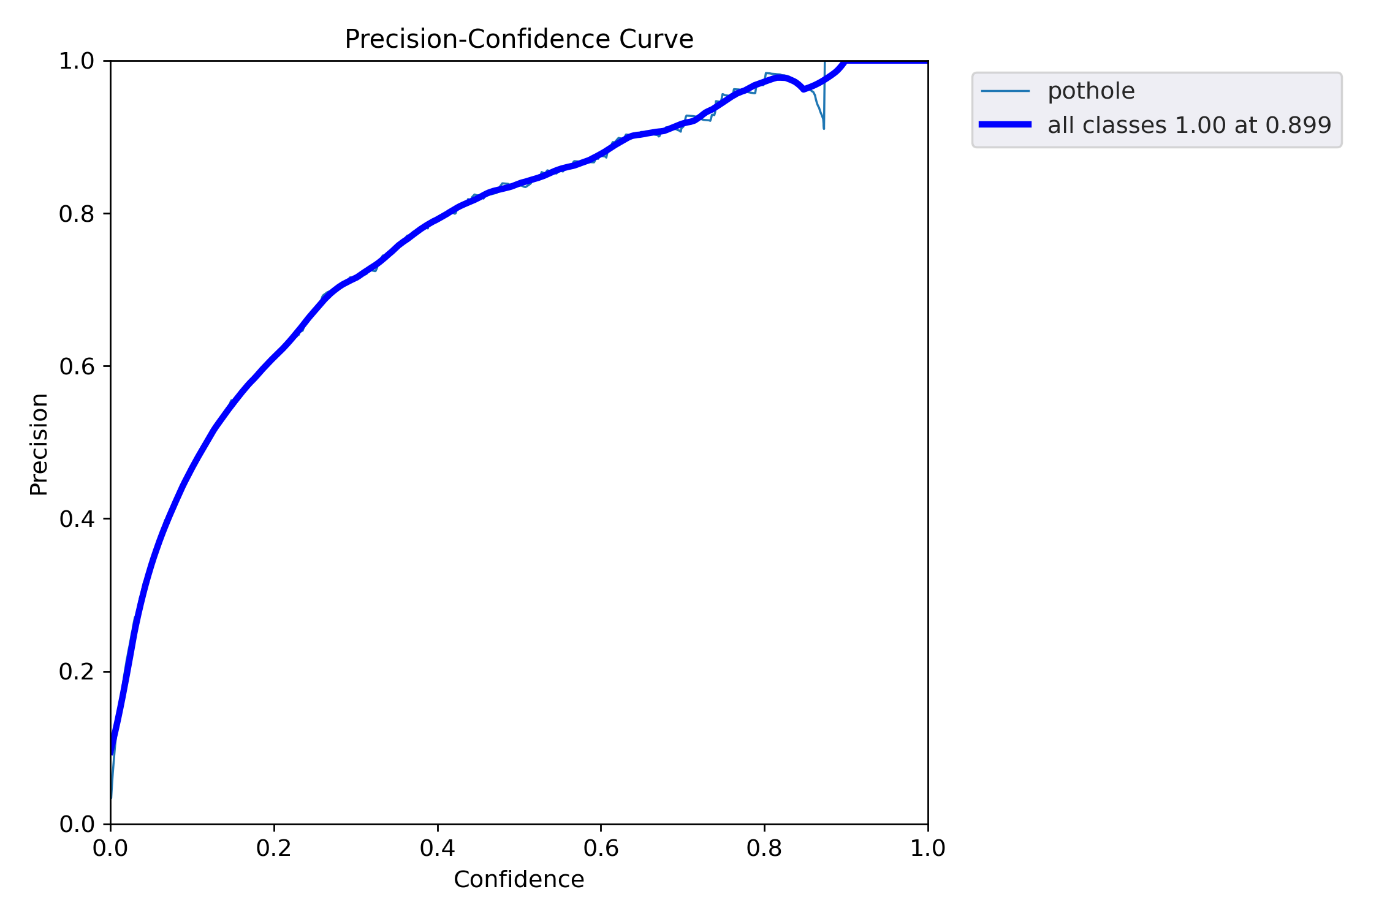 Precision-Confidence Curve
1.0
0.8
0.6
0.4
0.2
0.0
Precision
0.0 0.2 0.4 0.6 0.8 1.0
Confidence
pothole
all classes 1.00 at 0.899